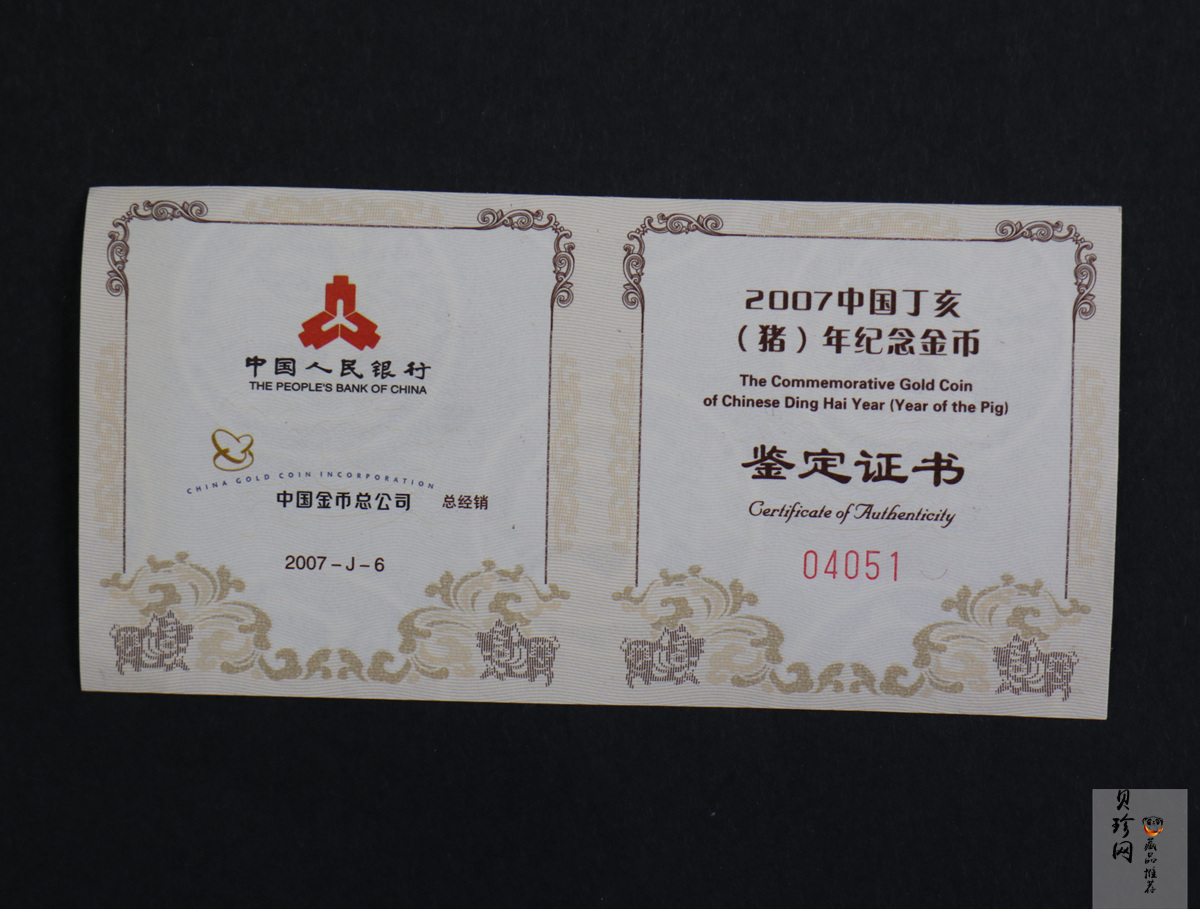 中国人民银行
THE PEOPLE'S BANK OF CHINA
CHINA GOLD COIN INCORPORATION
中国金币总公司 总经销
2007-J-6
2007中国丁亥
（猪）年纪念金币
The Commemorative Gold Coin
of Chinese Ding Hai Year (Year of the Pig)
鉴定证书
Certificate of Authenticity
04051
贝珍网
藏品推荐